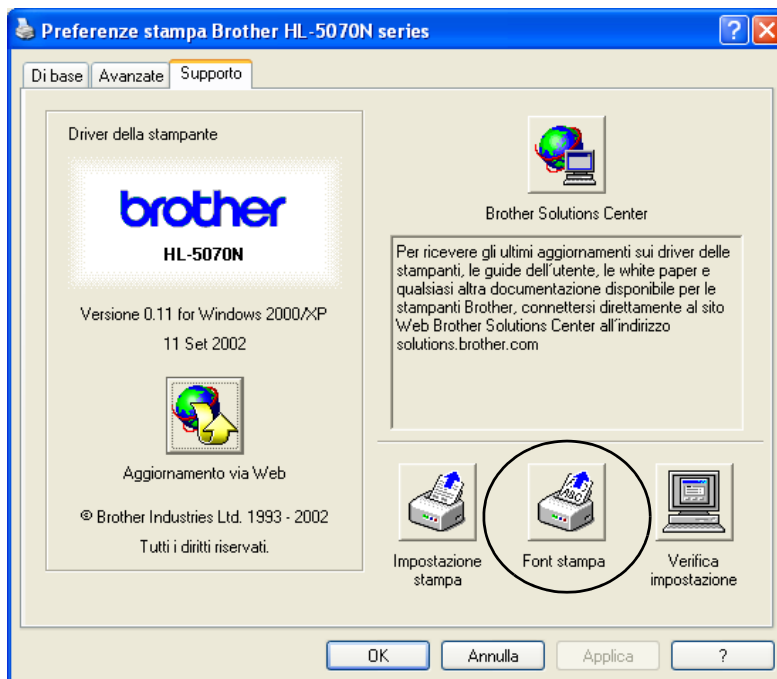 Preferenze stampa Brother HL-5070N series
Di base
Avanzate
Supporto
Driver della stampante
brother
HL-5070N
Versione 0.11 for Windows 2000/XP
11 Set 2002
Aggiornamento via Web
© Brother Industries Ltd. 1993 - 2002
Tutti i diritti riservati.
Brother Solutions Center
Per ricevere gli ultimi aggiornamenti sui driver delle
stampanti, le guide dell'utente, le white paper e
qualsiasi altra documentazione disponibile per le
stampanti Brother, connettersi direttamente al sito
Web Brother Solutions Center all'indirizzo
solutions.brother.com
Impostazione
stampa
ABC
Font stampa
Verifica
impostazione
OK
Annulla
Applica
?